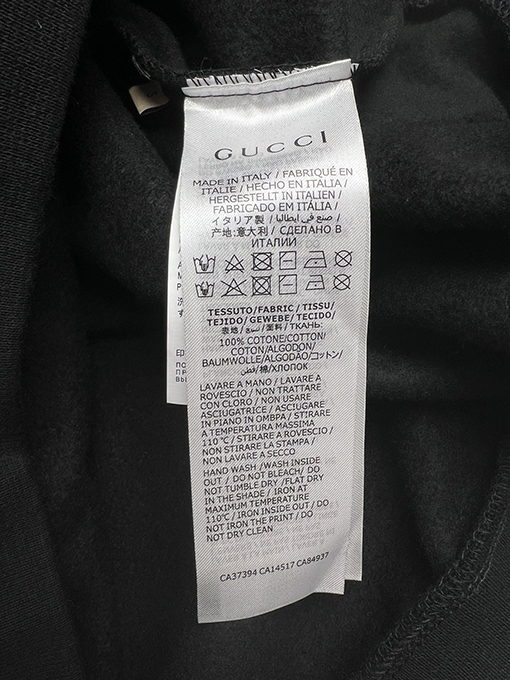 GUCCI
MADE IN ITALY / FABRIQUÉ EN
ITALIE / HECHO EN ITALIA /
HERGESTELLT IN ITALIEN /
FABRICADO EM ITÁLIA /
イタリア製 / صنع في ايطاليا /
产地:意大利 / СДЕЛАНО В
ИТАЛИИ
TESSUTO/FABRIC / TISSU/
TEJIDO/GEWEBE/TECIDO/
表地/ نسيج /面料/ ТКАНЬ:
100% COTONE/COTTON/
COTON/ALGODON/
BAUMWOLLE/ALGODÃO/コットン/
قطن/棉/ХЛОПОК
LAVARE A MANO / LAVARE A
ROVESCIO / NON TRATTARE
CON CLORO / NON USARE
ASCIUGATRICE / ASCIUGARE
IN PIANO IN OMBRA / STIRARE
A TEMPERATURA MASSIMA
110°C / STIRARE A ROVESCIO /
NON STIRARE LA STAMPA /
NON LAVARE A SECCO
HAND WASH / WASH INSIDE
OUT / DO NOT BLEACH/ DO
NOT TUMBLE DRY /FLAT DRY
IN THE SHADE / IRON AT
MAXIMUM TEMPERATURE
110°C / IRON INSIDE OUT / DO
NOT IRON THE PRINT / DO
NOT DRY CLEAN
CA37394 CA14517 CA84937